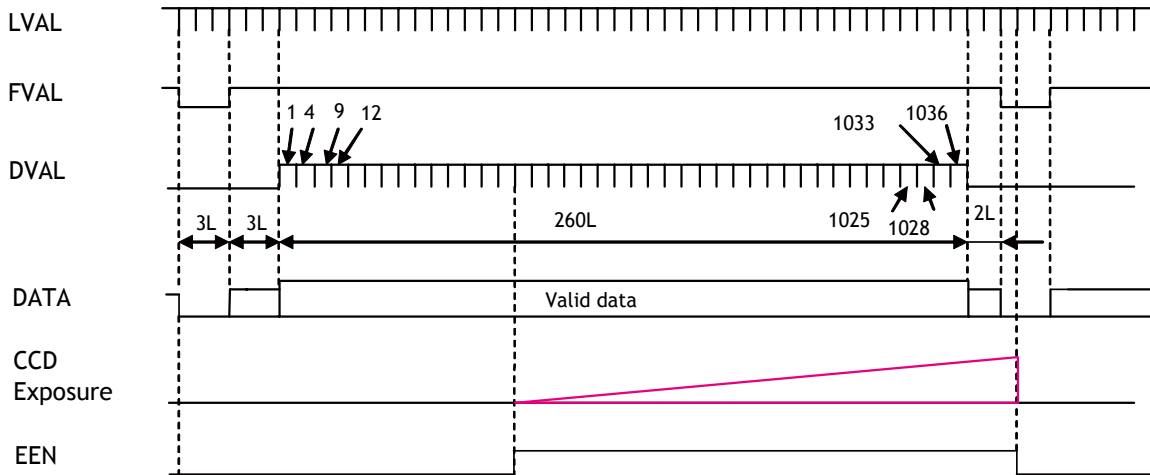 LVAL
FVAL
1 4 9 12 1033 1036
DVAL
3L 3L 260L 1025 1028 2L
DATA
Valid data
CCD
Exposure
EEN